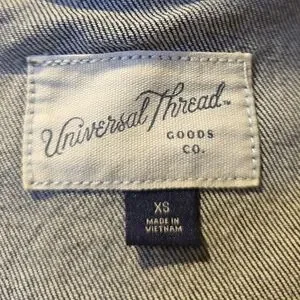 Universal Thread™
GOODS
CO.
XS
MADE IN
VIETNAM